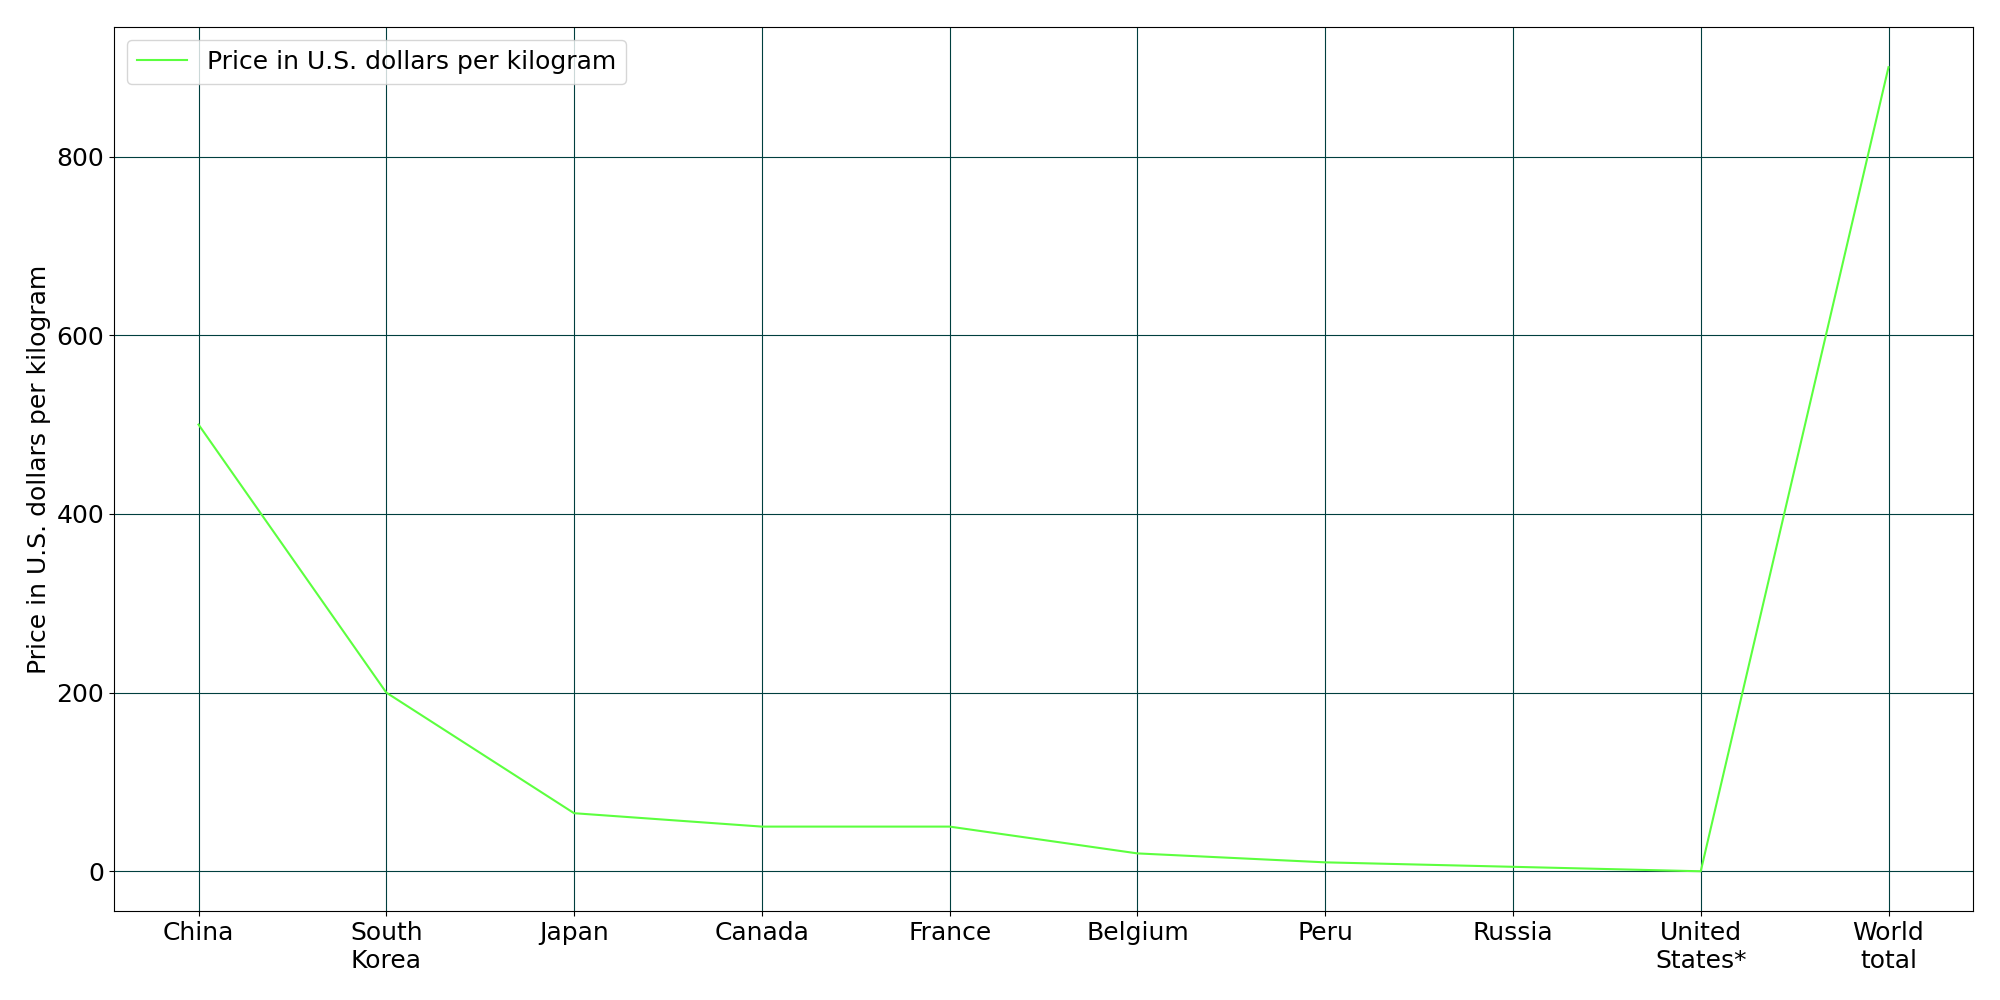 Price in U.S. dollars per kilogram
Price in U.S. dollars per kilogram
800
600
400
200
0
China
South
Korea
Japan
Canada
France
Belgium
Peru
Russia
United
States*
World
total